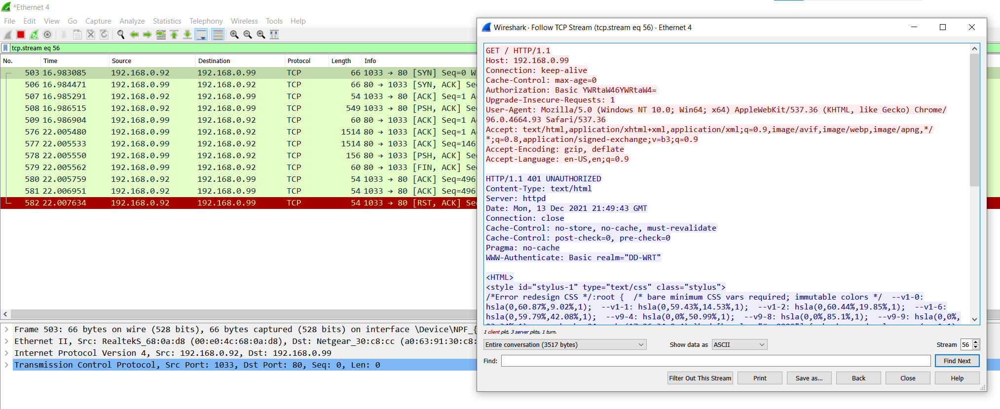 *Ethernet 4
File Edit View Go Capture Analyze Statistics Telephony Wireless Tools Help
tcp.stream eq 56
No. Time Source Destination Protocol Length Info
503 16.983085 192.168.0.92 192.168.0.99 TCP 66 1033 → 80 [SYN] Seq=0 W
506 16.984471 192.168.0.99 192.168.0.92 TCP 66 80 → 1033 [SYN, ACK] Se
507 16.985291 192.168.0.92 192.168.0.99 TCP 54 1033 → 80 [ACK] Seq=1 A
508 16.986515 192.168.0.92 192.168.0.99 TCP 549 1033 → 80 [PSH, ACK] Se
509 16.986904 192.168.0.99 192.168.0.92 TCP 60 80 → 1033 [ACK] Seq=1 A
576 22.005480 192.168.0.99 192.168.0.92 TCP 1514 80 → 1033 [ACK] Seq=1 A
577 22.005533 192.168.0.99 192.168.0.92 TCP 1514 80 → 1033 [ACK] Seq=146
578 22.005550 192.168.0.99 192.168.0.92 TCP 156 80 → 1033 [PSH, ACK] Se
579 22.005562 192.168.0.99 192.168.0.92 TCP 60 80 → 1033 [FIN, ACK] Se
580 22.005759 192.168.0.92 192.168.0.99 TCP 54 1033 → 80 [ACK] Seq=496
581 22.006951 192.168.0.92 192.168.0.99 TCP 54 1033 → 80 [ACK] Seq=496
582 22.007634 192.168.0.92 192.168.0.99 TCP 54 1033 → 80 [RST, ACK] Se
Frame 503: 66 bytes on wire (528 bits), 66 bytes captured (528 bits) on interface \Device\NPF_{
Ethernet II, Src: RealtekS_68:0a:d8 (00:e0:4c:68:0a:d8), Dst: Netgear_30:c8:cc (a0:63:91:30:c8:
Internet Protocol Version 4, Src: 192.168.0.92, Dst: 192.168.0.99
Transmission Control Protocol, Src Port: 1033, Dst Port: 80, Seq: 0, Len: 0
Wireshark · Follow TCP Stream (tcp.stream eq 56) · Ethernet 4
GET / HTTP/1.1
Host: 192.168.0.99
Connection: keep-alive
Cache-Control: max-age=0
Authorization: Basic YWRtaW46YWRtaW4=
Upgrade-Insecure-Requests: 1
User-Agent: Mozilla/5.0 (Windows NT 10.0; Win64; x64) AppleWebKit/537.36 (KHTML, like Gecko) Chrome/
96.0.4664.93 Safari/537.36
Accept: text/html,application/xhtml+xml,application/xml;q=0.9,image/avif,image/webp,image/apng,*/
*;q=0.8,application/signed-exchange;v=b3;q=0.9
Accept-Encoding: gzip, deflate
Accept-Language: en-US,en;q=0.9
HTTP/1.1 401 UNAUTHORIZED
Content-Type: text/html
Server: httpd
Date: Mon, 13 Dec 2021 21:49:43 GMT
Connection: close
Cache-Control: no-store, no-cache, must-revalidate
Cache-Control: post-check=0, pre-check=0
Pragma: no-cache
WWW-Authenticate: Basic realm="DD-WRT"
<HTML>
<style id="stylus-1" type="text/css" class="stylus">
/*Error redesign CSS */:root {  /* bare minimum CSS vars required; immutable colors */  --v1-0:
hsla(0,60.87%,9.02%,1);  --v1-1: hsla(0,59.43%,14.53%,1);  --v1-2: hsla(0,60.44%,19.85%,1);  --v1-6:
hsla(0,59.79%,42.08%,1);  --v9-4: hsla(0,0%,50.99%,1);  --v9-8: hsla(0,0%,85.1%,1);  --v9-9: hsla(0,0%,
1 client pkt, 3 server pkts, 1 turn.
Entire conversation (3517 bytes) Show data as ASCII Stream 56
Find: Find Next
Filter Out This Stream Print Save as... Back Close Help